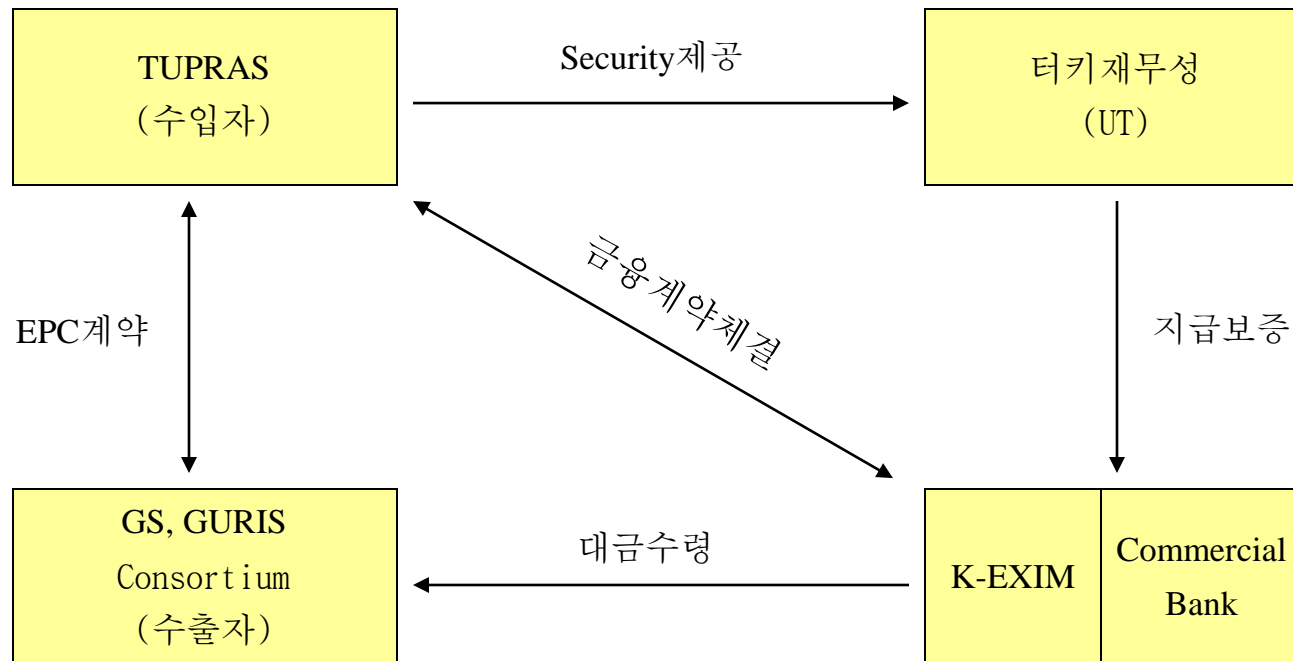 TUPRAS
(수입자)
Security제공
터키재무성
(UT)
금융계약체결
EPC계약
지급보증
GS, GURIS
Consortium
(수출자)
대금수령
K-EXIM
Commercial
Bank